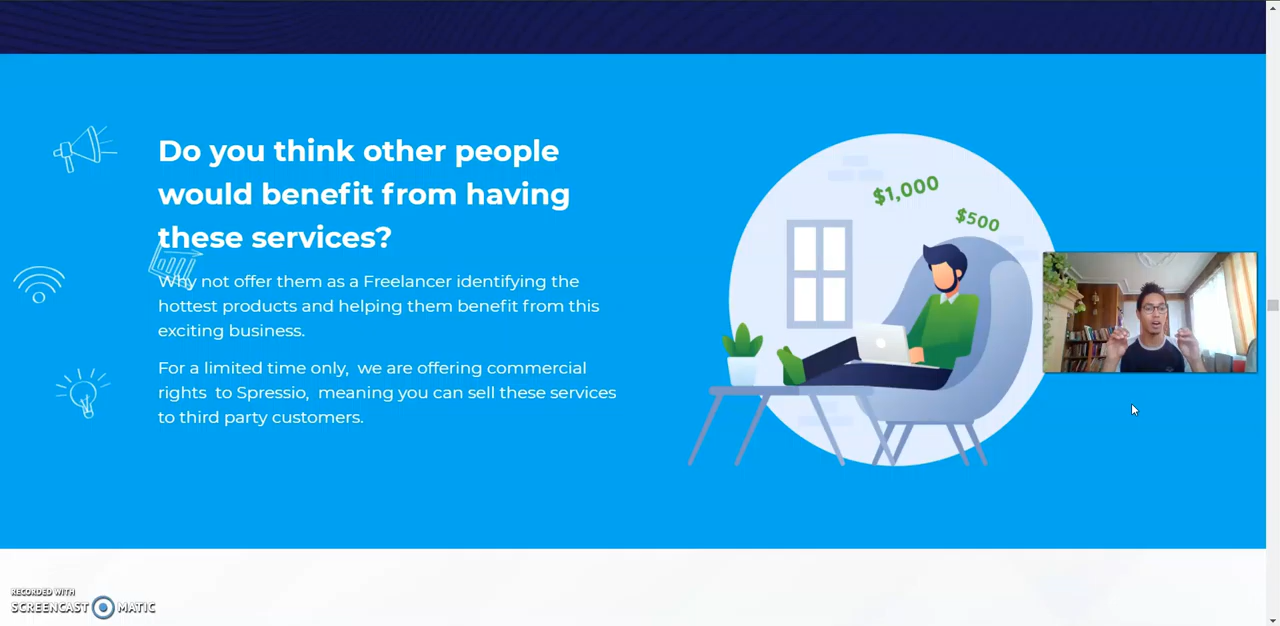 Do you think other people
would benefit from having
these services?
Why not offer them as a Freelancer identifying the
hottest products and helping them benefit from this
exciting business.
For a limited time only, we are offering commercial
rights to Spressio, meaning you can sell these services
to third party customers.
$1,000
$500
RECORDED WITH
SCREENCAST MATIC